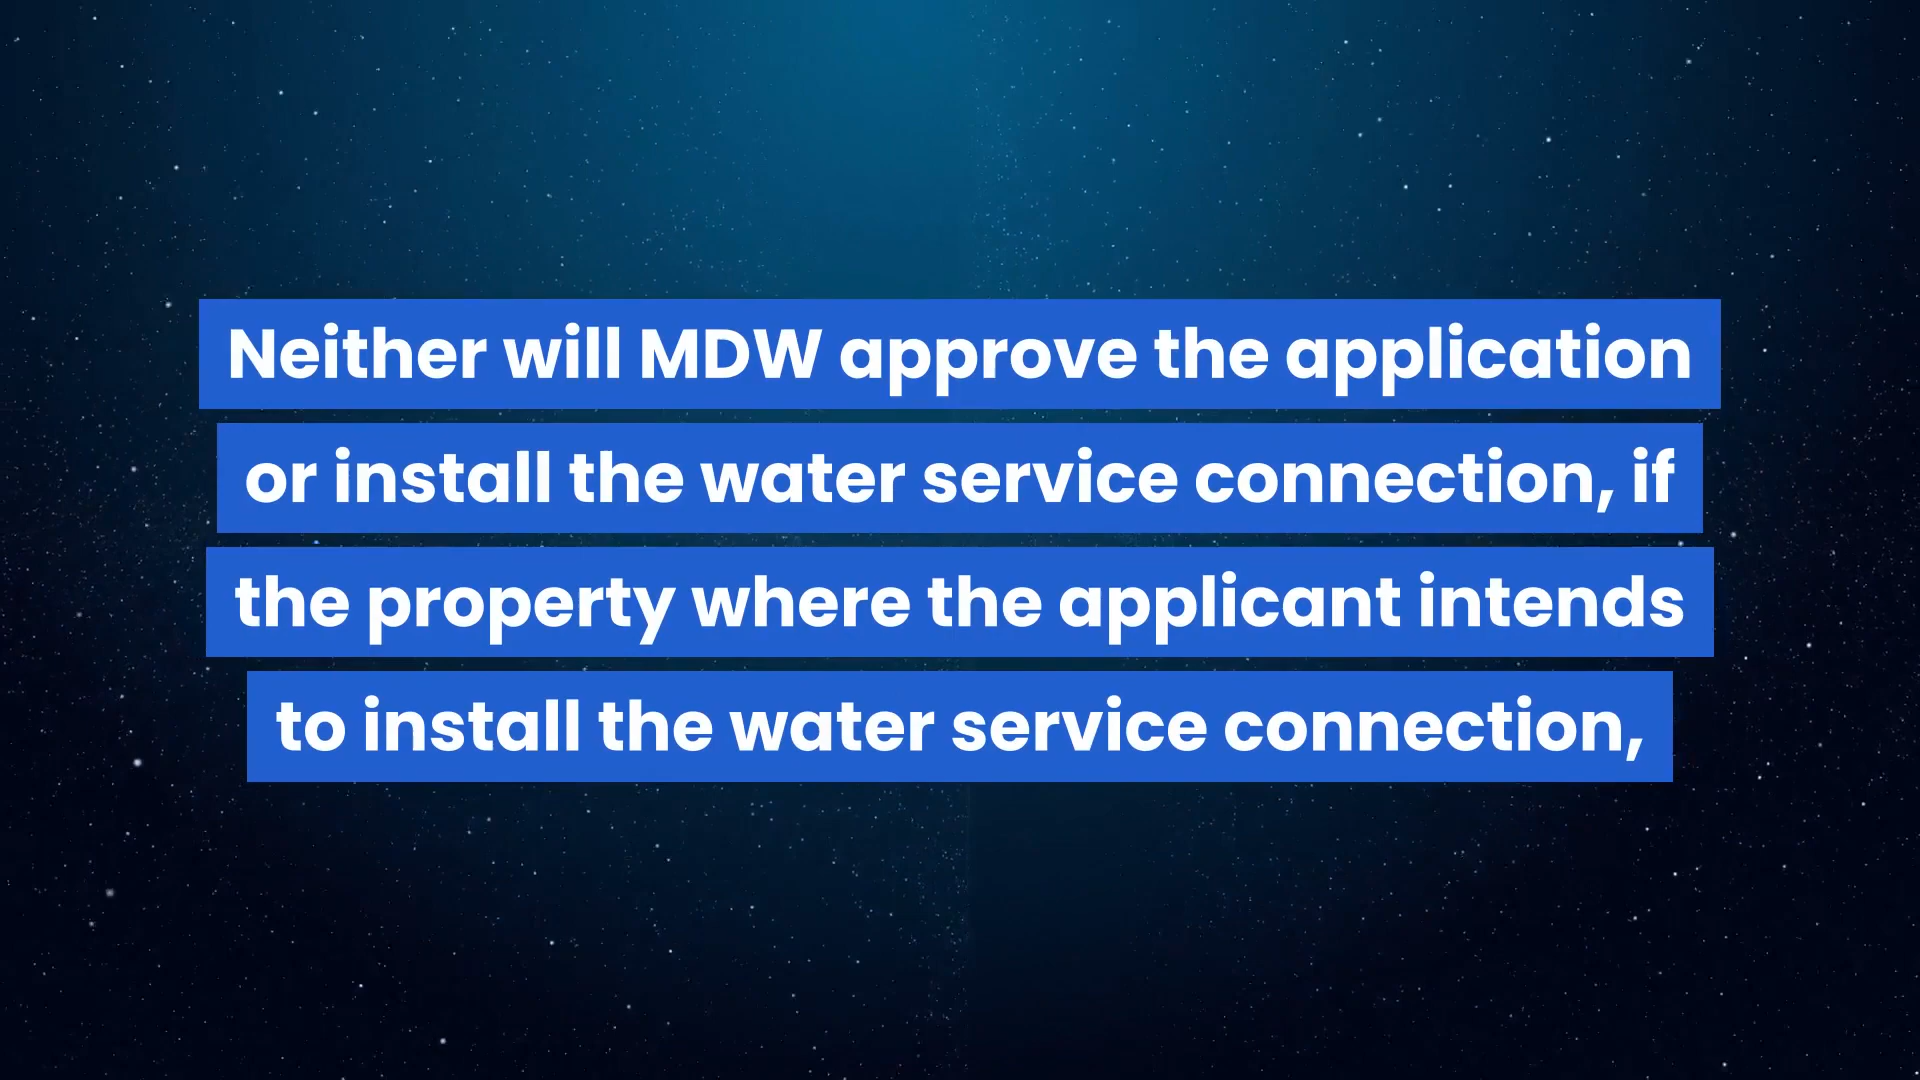 Neither will MDW approve the application
or install the water service connection, if
the property where the applicant intends
to install the water service connection,